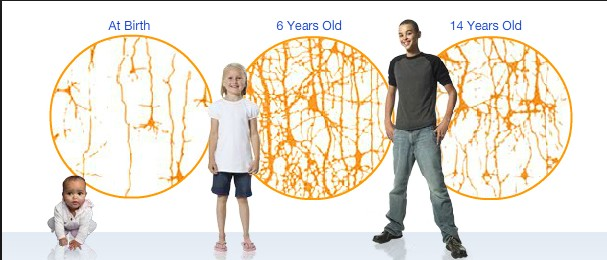 At Birth
6 Years Old
14 Years Old